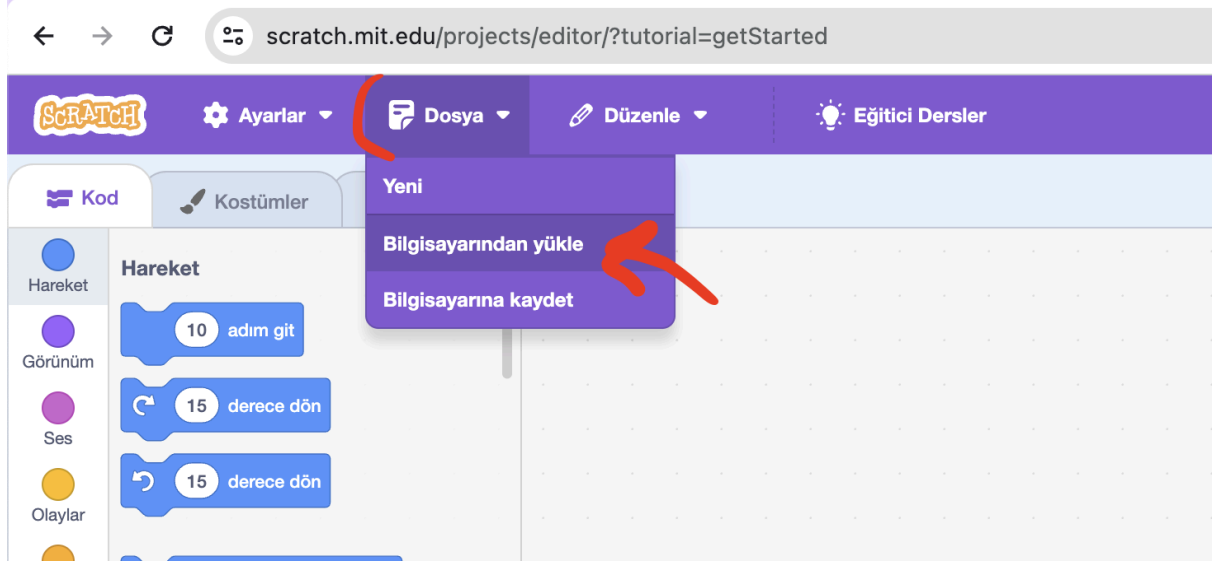 scratch.mit.edu/projects/editor/?tutorial=getStarted
SCRATCH Ayarlar Dosya Düzenle Eğitici Dersler
Kod Kostümler
Yeni
Bilgisayarından yükle
Bilgisayarına kaydet
Hareket
Görünüm
Ses
Olaylar
Hareket
10 adım git
15 derece dön
15 derece dön